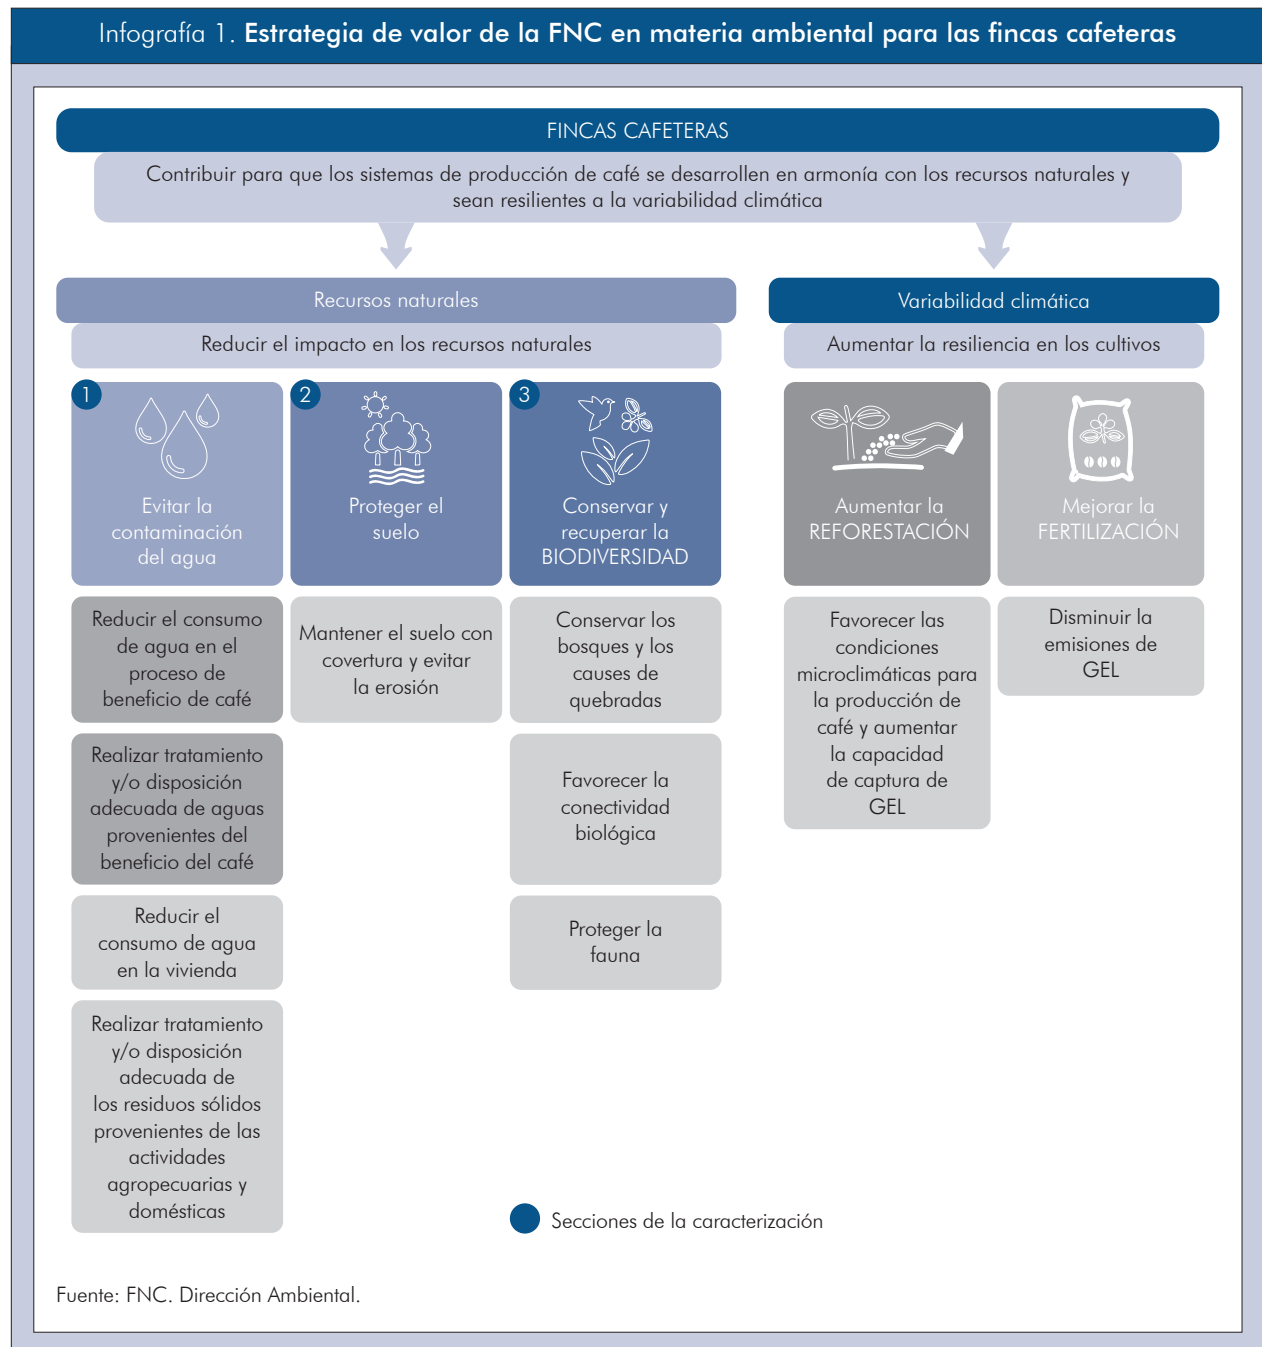 Infografía 1. Estrategia de valor de la FNC en materia ambiental para las fincas cafeteras
FINCAS CAFETERAS
Contribuir para que los sistemas de producción de café se desarrollen en armonía con los recursos naturales y
sean resilientes a la variabilidad climática
Recursos naturales
Reducir el impacto en los recursos naturales
1
Evitar la
contaminación
del agua
Reducir el consumo
de agua en el
proceso de
beneficio de café
Realizar tratamiento
y/o disposición
adecuada de aguas
provenientes del
beneficio del café
Reducir el
consumo de agua
en la vivienda
Realizar tratamiento
y/o disposición
adecuada de
los residuos sólidos
provenientes de las
actividades
agropecuarias y
domésticas
2
Proteger el
suelo
Mantener el suelo con
covertura y evitar
la erosión
3
Conservar y
recuperar la
BIODIVERSIDAD
Conservar los
bosques y los
causes de
quebradas
Favorecer la
conectividad
biológica
Proteger la
fauna
Variabilidad climática
Aumentar la resiliencia en los cultivos
Aumentar la
REFORESTACIÓN
Favorecer las
condiciones
microclimáticas para
la producción de
café y aumentar
la capacidad
de captura de
GEL
Mejorar la
FERTILIZACIÓN
Disminuir la
emisiones de
GEL
Secciones de la caracterización
Fuente: FNC. Dirección Ambiental.